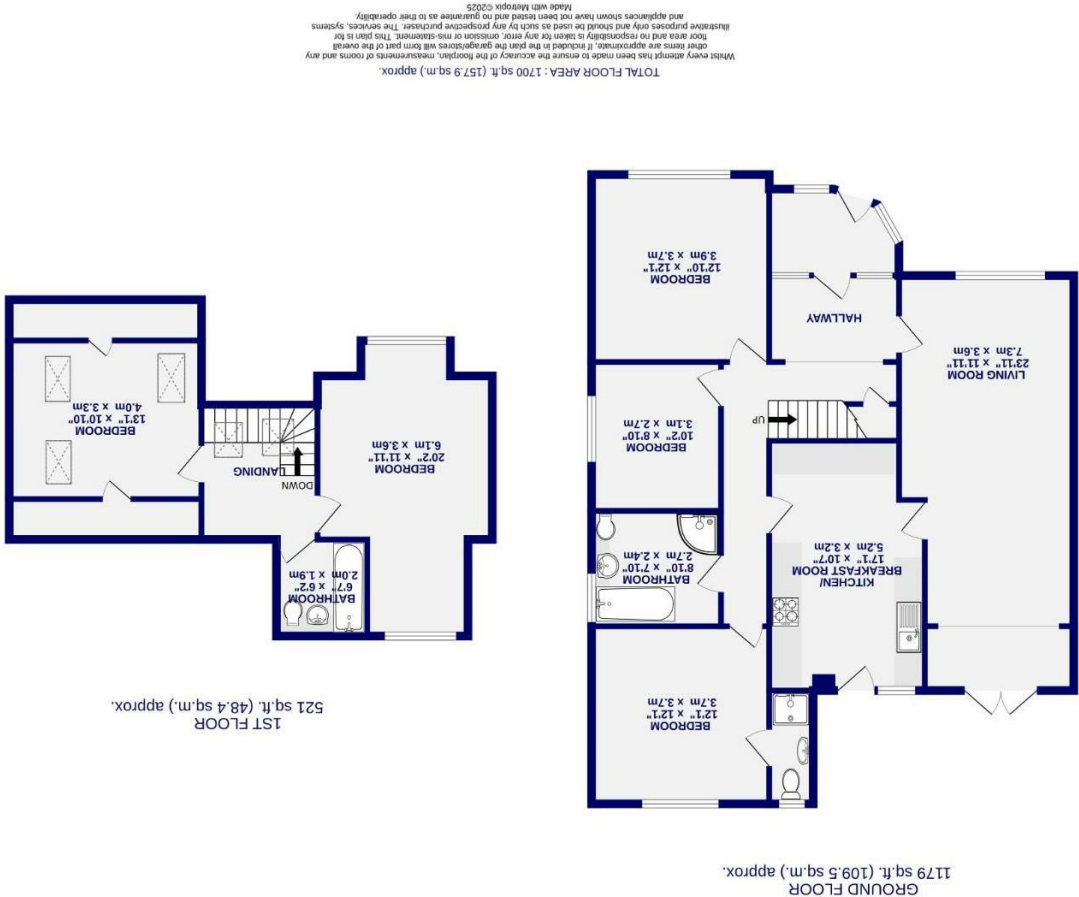 GROUND FLOOR
1179 sq.ft. (109.5 sq.m.) approx.
BEDROOM
12'1" x 12'1"
3.7m x 3.7m
BATHROOM
8'10" x 7'10"
2.7m x 2.4m
KITCHEN/
BREAKFAST ROOM
17'1" x 10'7"
5.2m x 3.2m
BEDROOM
10'2" x 8'10"
3.1m x 2.7m
UP
LIVING ROOM
23'11" x 11'11"
7.3m x 3.6m
HALLWAY
BEDROOM
12'10" x 12'1"
3.9m x 3.7m
1ST FLOOR
521 sq.ft. (48.4 sq.m.) approx.
BATHROOM
6'7" x 6'2"
2.0m x 1.9m
DOWN
LANDING
BEDROOM
20'2" x 11'11"
6.1m x 3.6m
BEDROOM
13'1" x 10'10"
4.0m x 3.3m
TOTAL FLOOR AREA : 1700 sq.ft. (157.9 sq.m.) approx.
Whilst every attempt has been made to ensure the accuracy of the floorplan, measurements of rooms and any
other items are approximate, If included in the plan the garage/stores will form part of the overall
floor area and no responsibility is taken for any error, omission or mis-statement. This plan is for
illustrative purposes only and should be used as such by any prospective purchaser. The services, systems
and appliances shown have not been tested and no guarantee as to their operability.
Made with Metropix ©2025